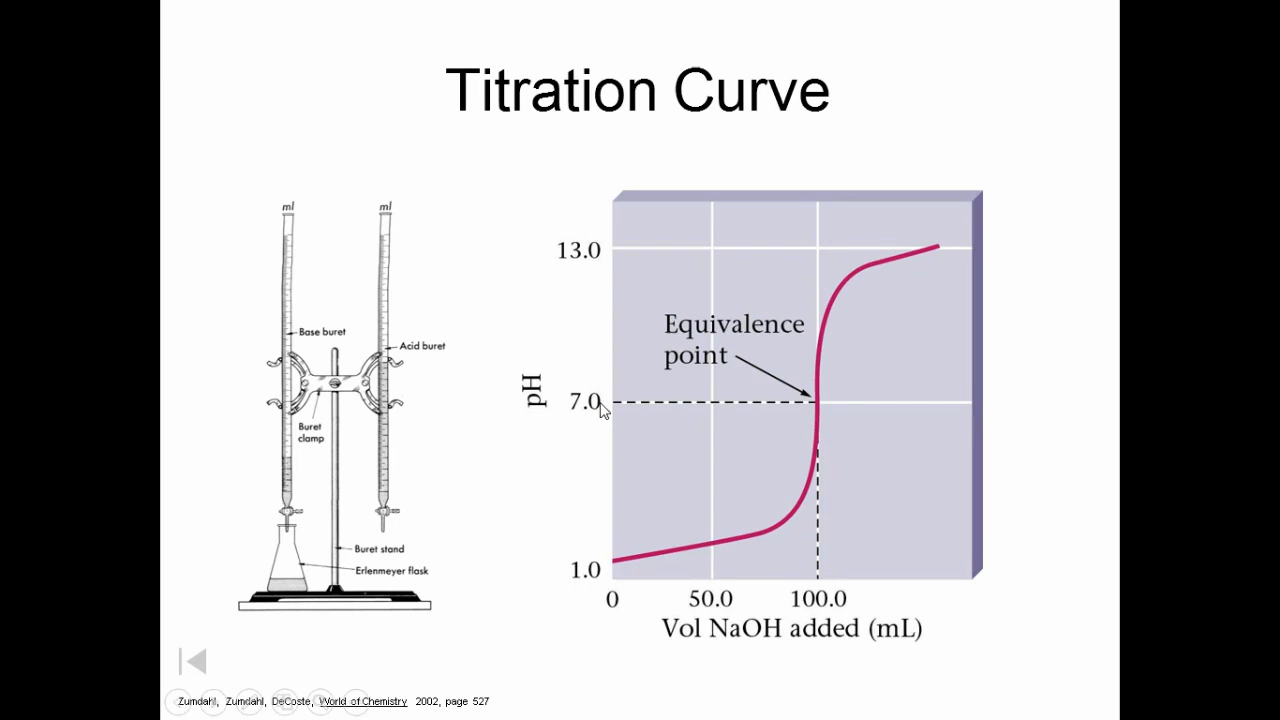 Titration Curve
ml
ml
Base buret
Acid buret
Buret
clamp
Buret stand
Erlenmeyer flask
13.0
Equivalence
point
pH
7.0
1.0
0 50.0 100.0
Vol NaOH added (mL)
Zumdahl, Zumdahl, DeCoste, World of Chemistry 2002, page 527